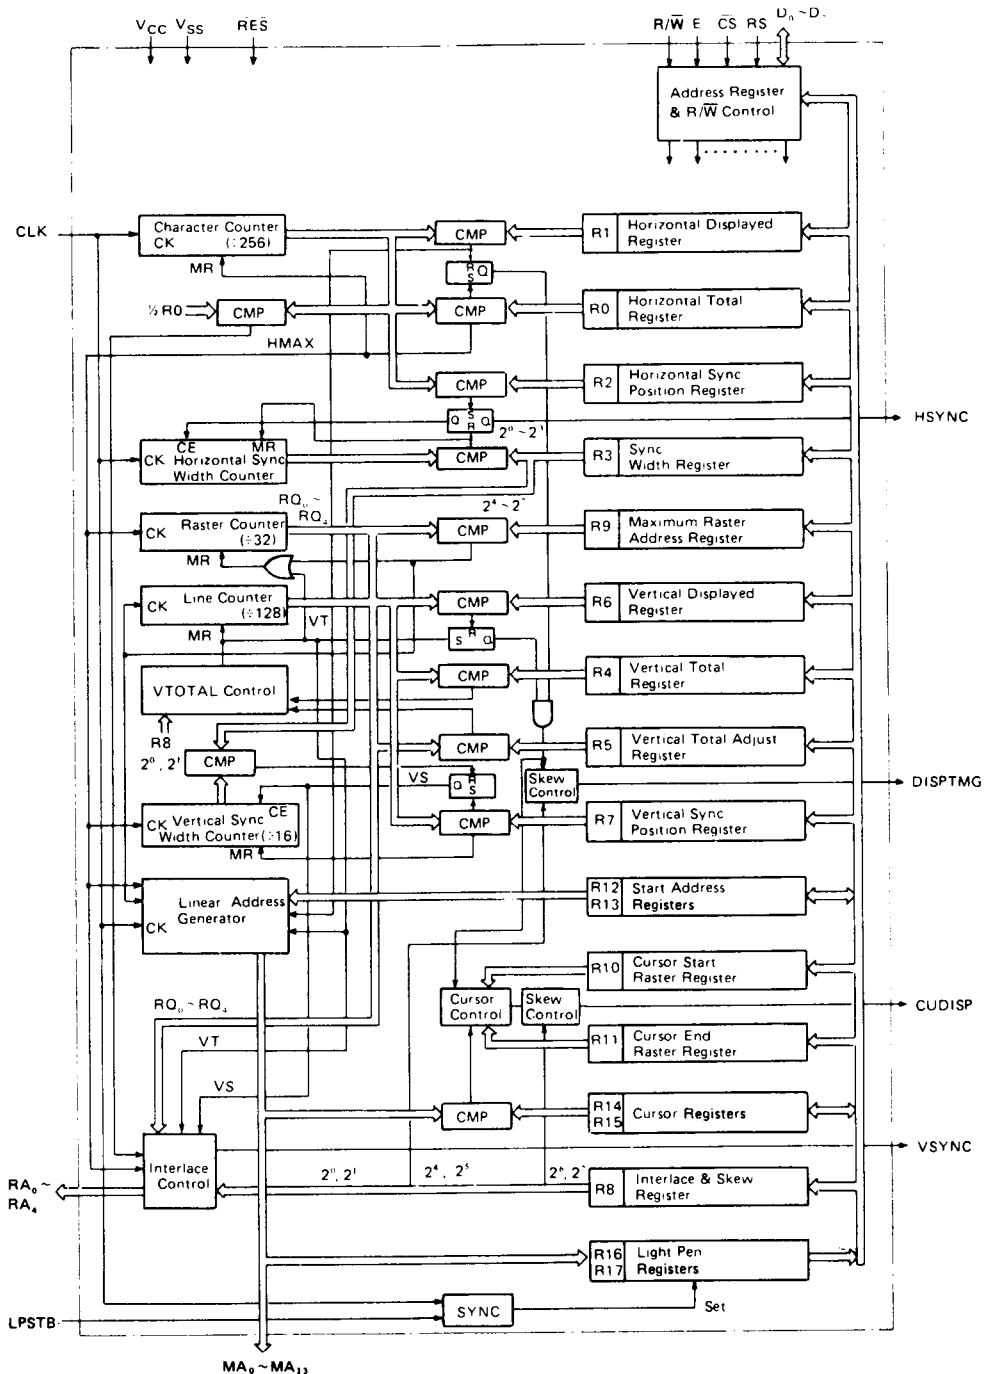 V_CC V_SS R̅E̅S̅ R/W̅ E C̅S̅ RS D₀~D
Address Register
& R/W̅ Control
CLK
Character Counter
CK (÷256)
MR
CMP
R1 Horizontal Displayed
Register
R
S Q
½ R0
CMP
CMP
R0 Horizontal Total
Register
HMAX
CMP
R2 Horizontal Sync
Position Register
Q S
R Q
2⁰~2³
HSYNC
CE MR
CK Horizontal Sync
Width Counter
CMP
R3 Sync
Width Register
RQ₀~
RQ₄
2⁴~2
CK Raster Counter
(÷32)
MR
CMP
R9 Maximum Raster
Address Register
CK Line Counter
(÷128)
MR
VT
CMP
R6 Vertical Displayed
Register
S R Q
VTOTAL Control
CMP
R4 Vertical Total
Register
R8
2⁰, 2¹
CMP
CMP
R5 Vertical Total Adjust
Register
VS
Q R
S
Skew
Control
DISPTMG
CK Vertical Sync CE
Width Counter (÷16)
MR
CMP
R7 Vertical Sync
Position Register
Linear Address
Generator
CK
R12
R13
Start Address
Registers
R10 Cursor Start
Raster Register
RQ₀~RQ₄
Cursor
Control
Skew
Control
CUDISP
VT
R11 Cursor End
Raster Register
VS
CMP
R14
R15
Cursor Registers
VSYNC
Interlace
Control
RA₀~
RA₄
2⁰, 2¹ 2⁴, 2⁵ 2⁶, 2
R8 Interlace & Skew
Register
R16
R17
Light Pen
Registers
SYNC
Set
LPSTB
MA₀~MA₁₃